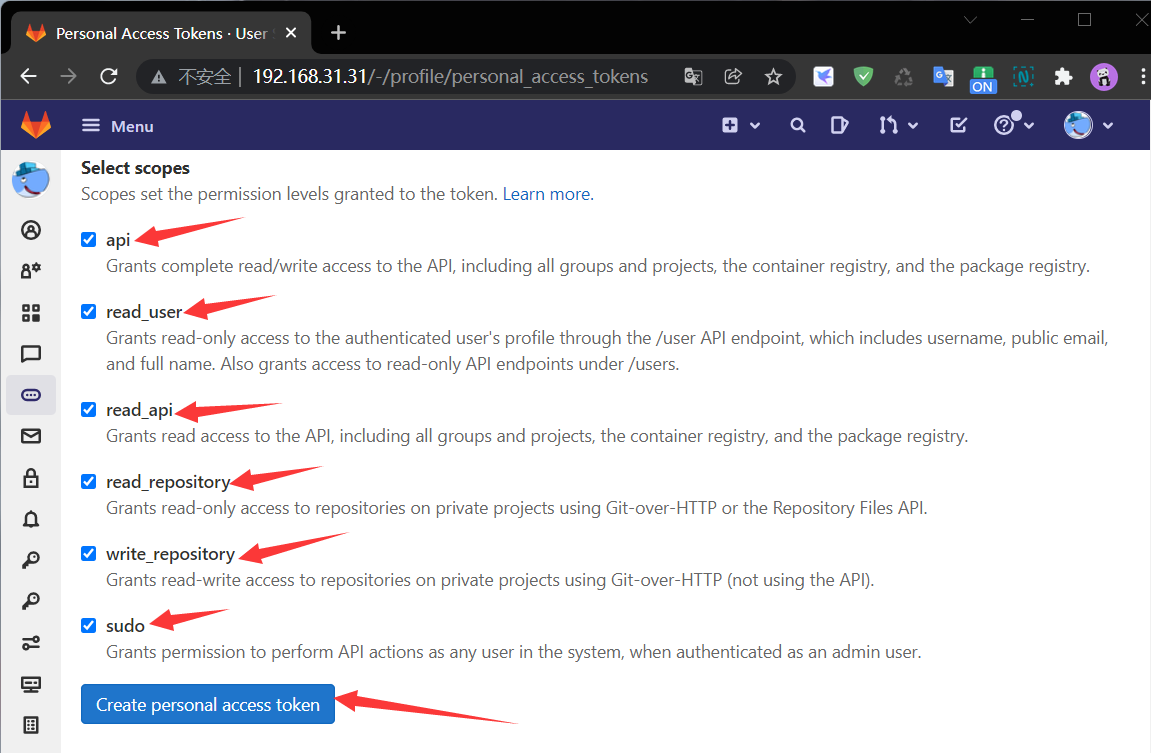 Personal Access Tokens · User
不安全 | 192.168.31.31/-/profile/personal_access_tokens
ON
Menu
Select scopes
Scopes set the permission levels granted to the token. Learn more.
api
Grants complete read/write access to the API, including all groups and projects, the container registry, and the package registry.
read_user
Grants read-only access to the authenticated user's profile through the /user API endpoint, which includes username, public email,
and full name. Also grants access to read-only API endpoints under /users.
read_api
Grants read access to the API, including all groups and projects, the container registry, and the package registry.
read_repository
Grants read-only access to repositories on private projects using Git-over-HTTP or the Repository Files API.
write_repository
Grants read-write access to repositories on private projects using Git-over-HTTP (not using the API).
sudo
Grants permission to perform API actions as any user in the system, when authenticated as an admin user.
Create personal access token